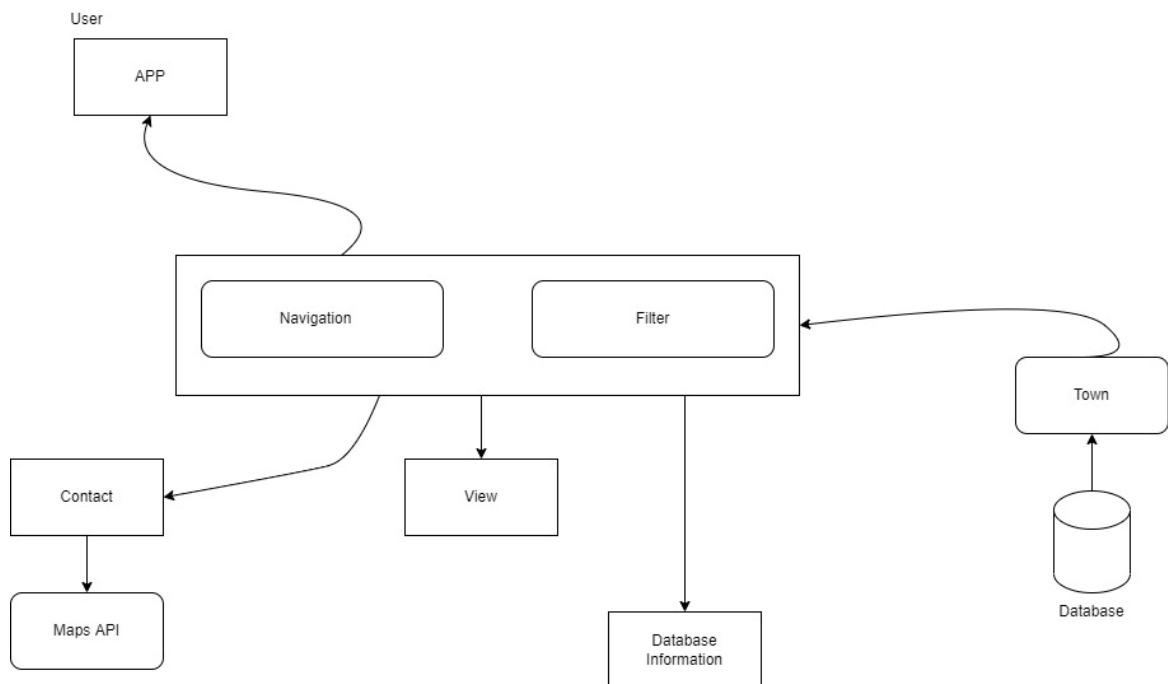 User
APP
Navigation
Filter
Town
Contact
View
Database
Maps API
Database
Information